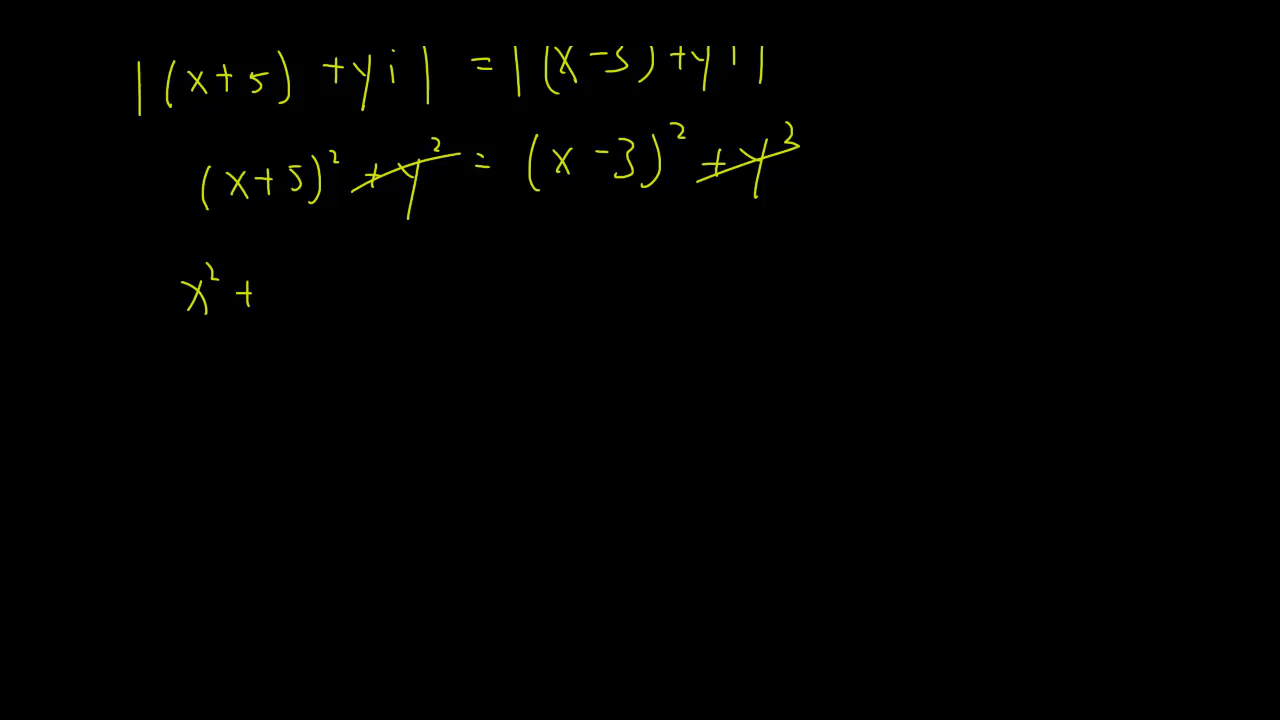 |(x+5) +yi| = |(x-3)+yi|
(x+5)² +y² = (x-3)² +y²
x² +